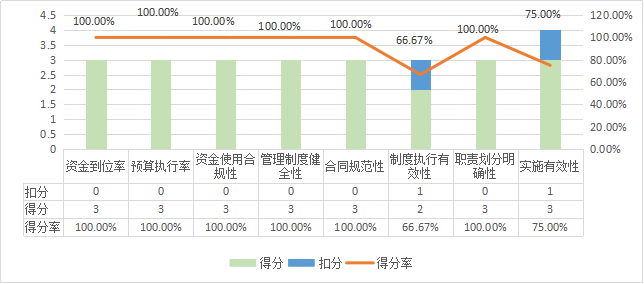 100.00% 100.00% 100.00% 100.00% 100.00% 66.67% 100.00% 75.00%
4.5 120.00%
4 100.00%
3.5 80.00%
3 60.00%
2.5 40.00%
2 20.00%
1.5 0.00%
1
0.5
0
资金到位率 预算执行率 资金使用合规性 管理制度健全性 合同规范性 制度执行有效性 职责划分明确性 实施有效性
扣分 0 0 0 0 0 1 0 1
得分 3 3 3 3 3 2 3 3
得分率 100.00% 100.00% 100.00% 100.00% 100.00% 66.67% 100.00% 75.00%
得分 扣分 得分率